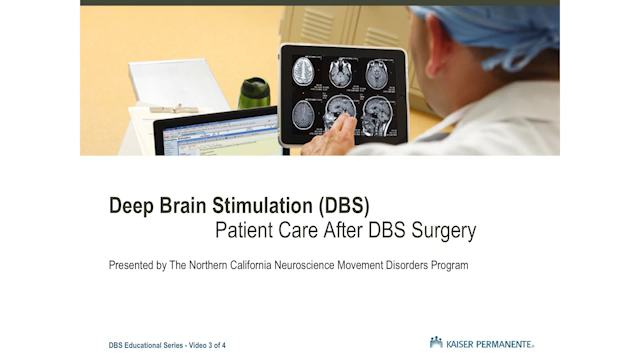 Deep Brain Stimulation (DBS)
Patient Care After DBS Surgery
Presented by The Northern California Neuroscience Movement Disorders Program
DBS Educational Series - Video 3 of 4
KAISER PERMANENTE®